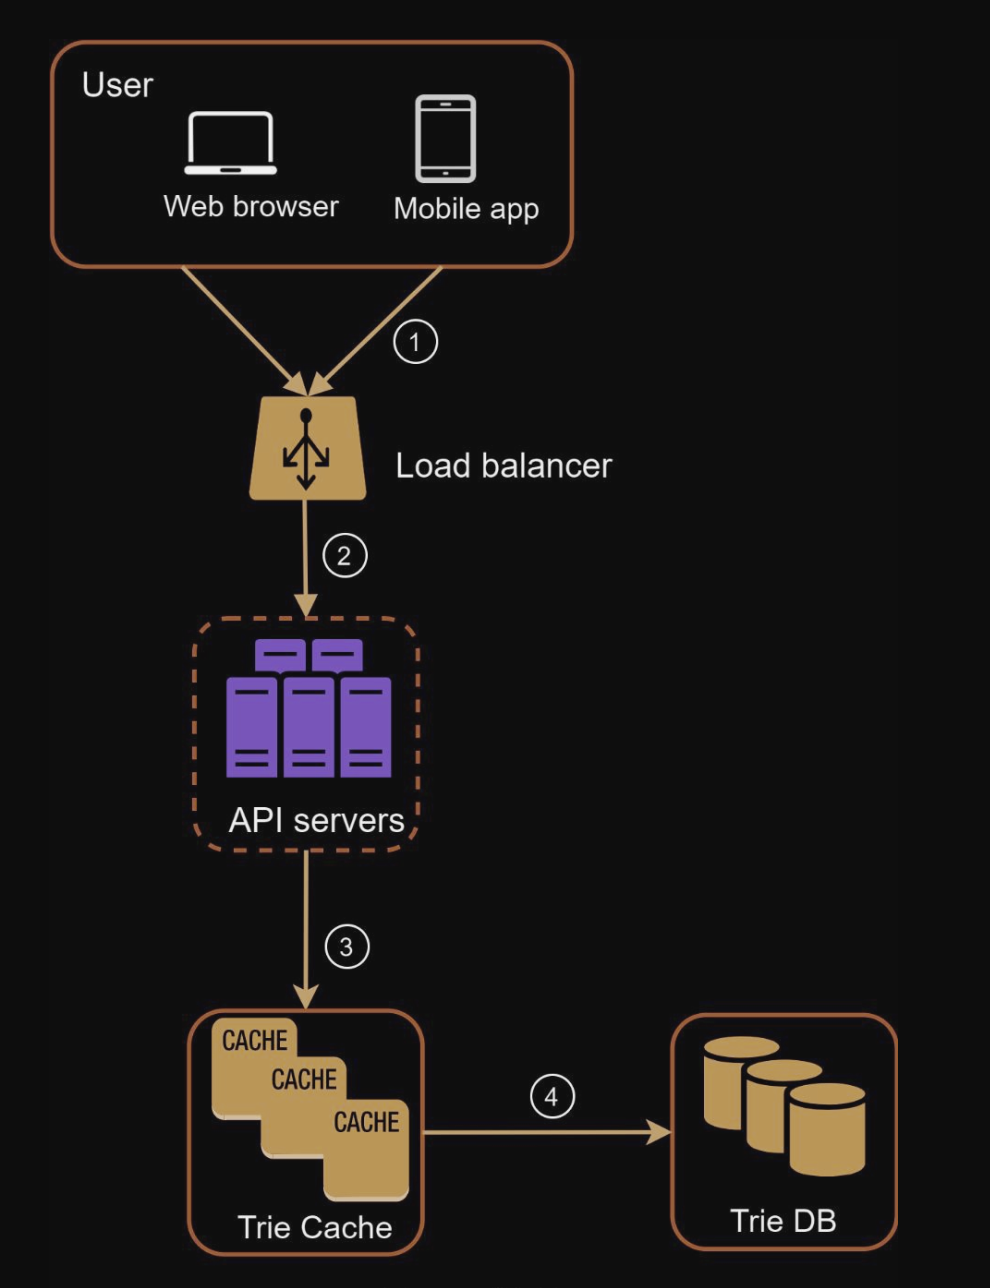 User
Web browser
Mobile app
1
Load balancer
2
API servers
3
CACHE
CACHE
CACHE
Trie Cache
4
Trie DB